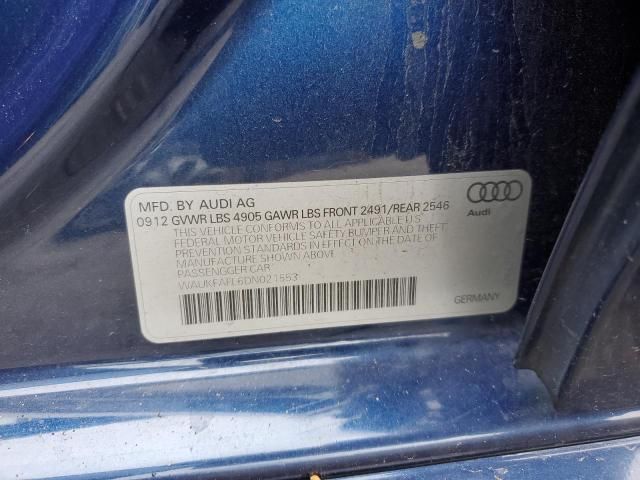 MFD. BY AUDI AG
0912 GVWR LBS 4905 GAWR LBS FRONT 2491/REAR 2546
THIS VEHICLE CONFORMS TO ALL APPLICABLE U.S.
FEDERAL MOTOR VEHICLE SAFETY BUMPER AND THEFT
PREVENTION STANDARDS IN EFFECT ON THE DATE OF
MANUFACTURE SHOWN ABOVE
PASSENGGER CAR
WAUKFAFL6DN021553
Audi
GERMANY